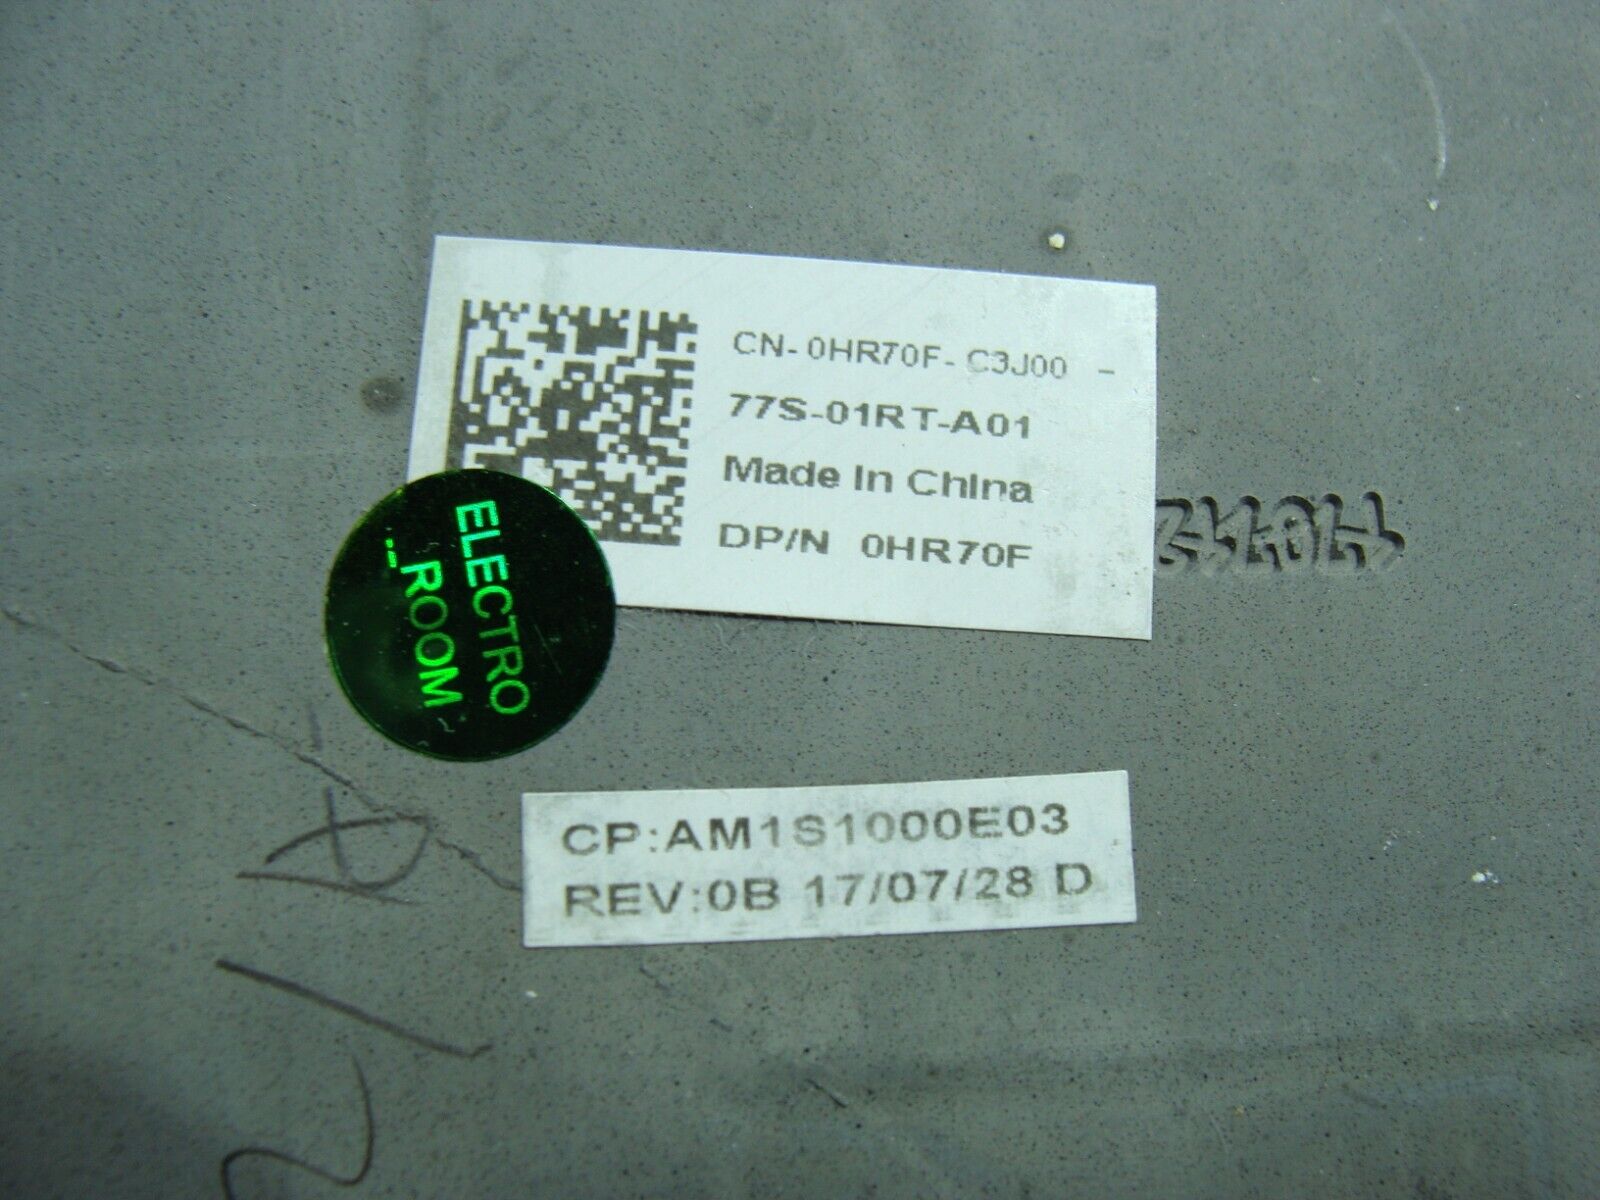 CN- 0HR70F- C3J00 -
77S-01RT-A01
Made In China
DP/N 0HR70F
ELECTRO
_ROOM
CP:AM1S1000E03
REV:0B 17/07/28 D